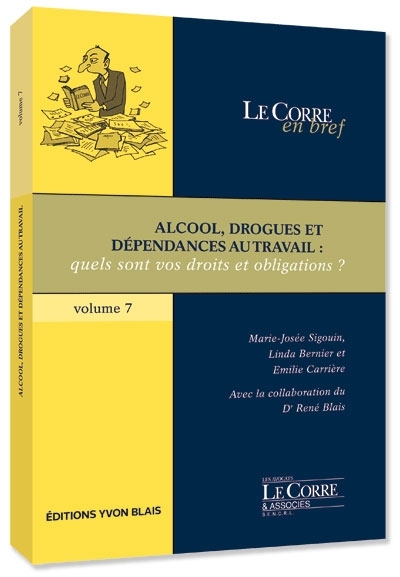 volume 7
ALCOOL, DROGUES ET DÉPENDANCES AU TRAVAIL
LE CORRE
en bref
ALCOOL, DROGUES ET
DÉPENDANCES AU TRAVAIL :
quels sont vos droits et obligations ?
volume 7
Marie-Josée Sigouin,
Linda Bernier et
Emilie Carrière
Avec la collaboration du
Dr René Blais
LES AVOCATS
LE CORRE
& ASSOCIÉS
S.E.N.C.R.L.
ÉDITIONS YVON BLAIS